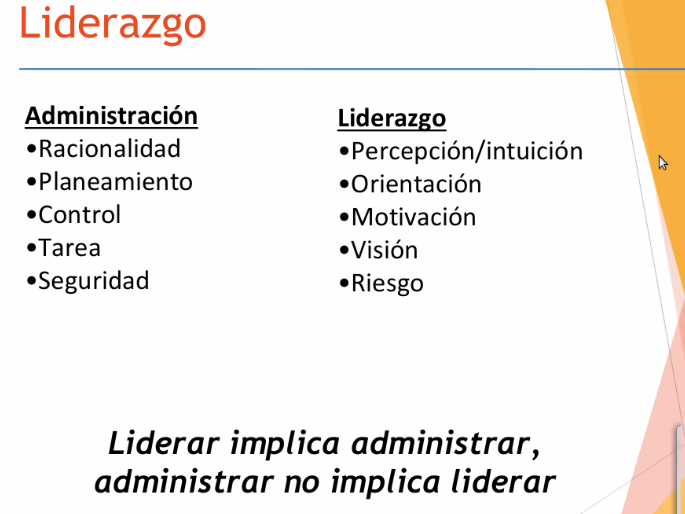 Liderazgo
Administración
•Racionalidad
•Planeamiento
•Control
•Tarea
•Seguridad
Liderazgo
•Percepción/intuición
•Orientación
•Motivación
•Visión
•Riesgo
Liderar implica administrar,
administrar no implica liderar